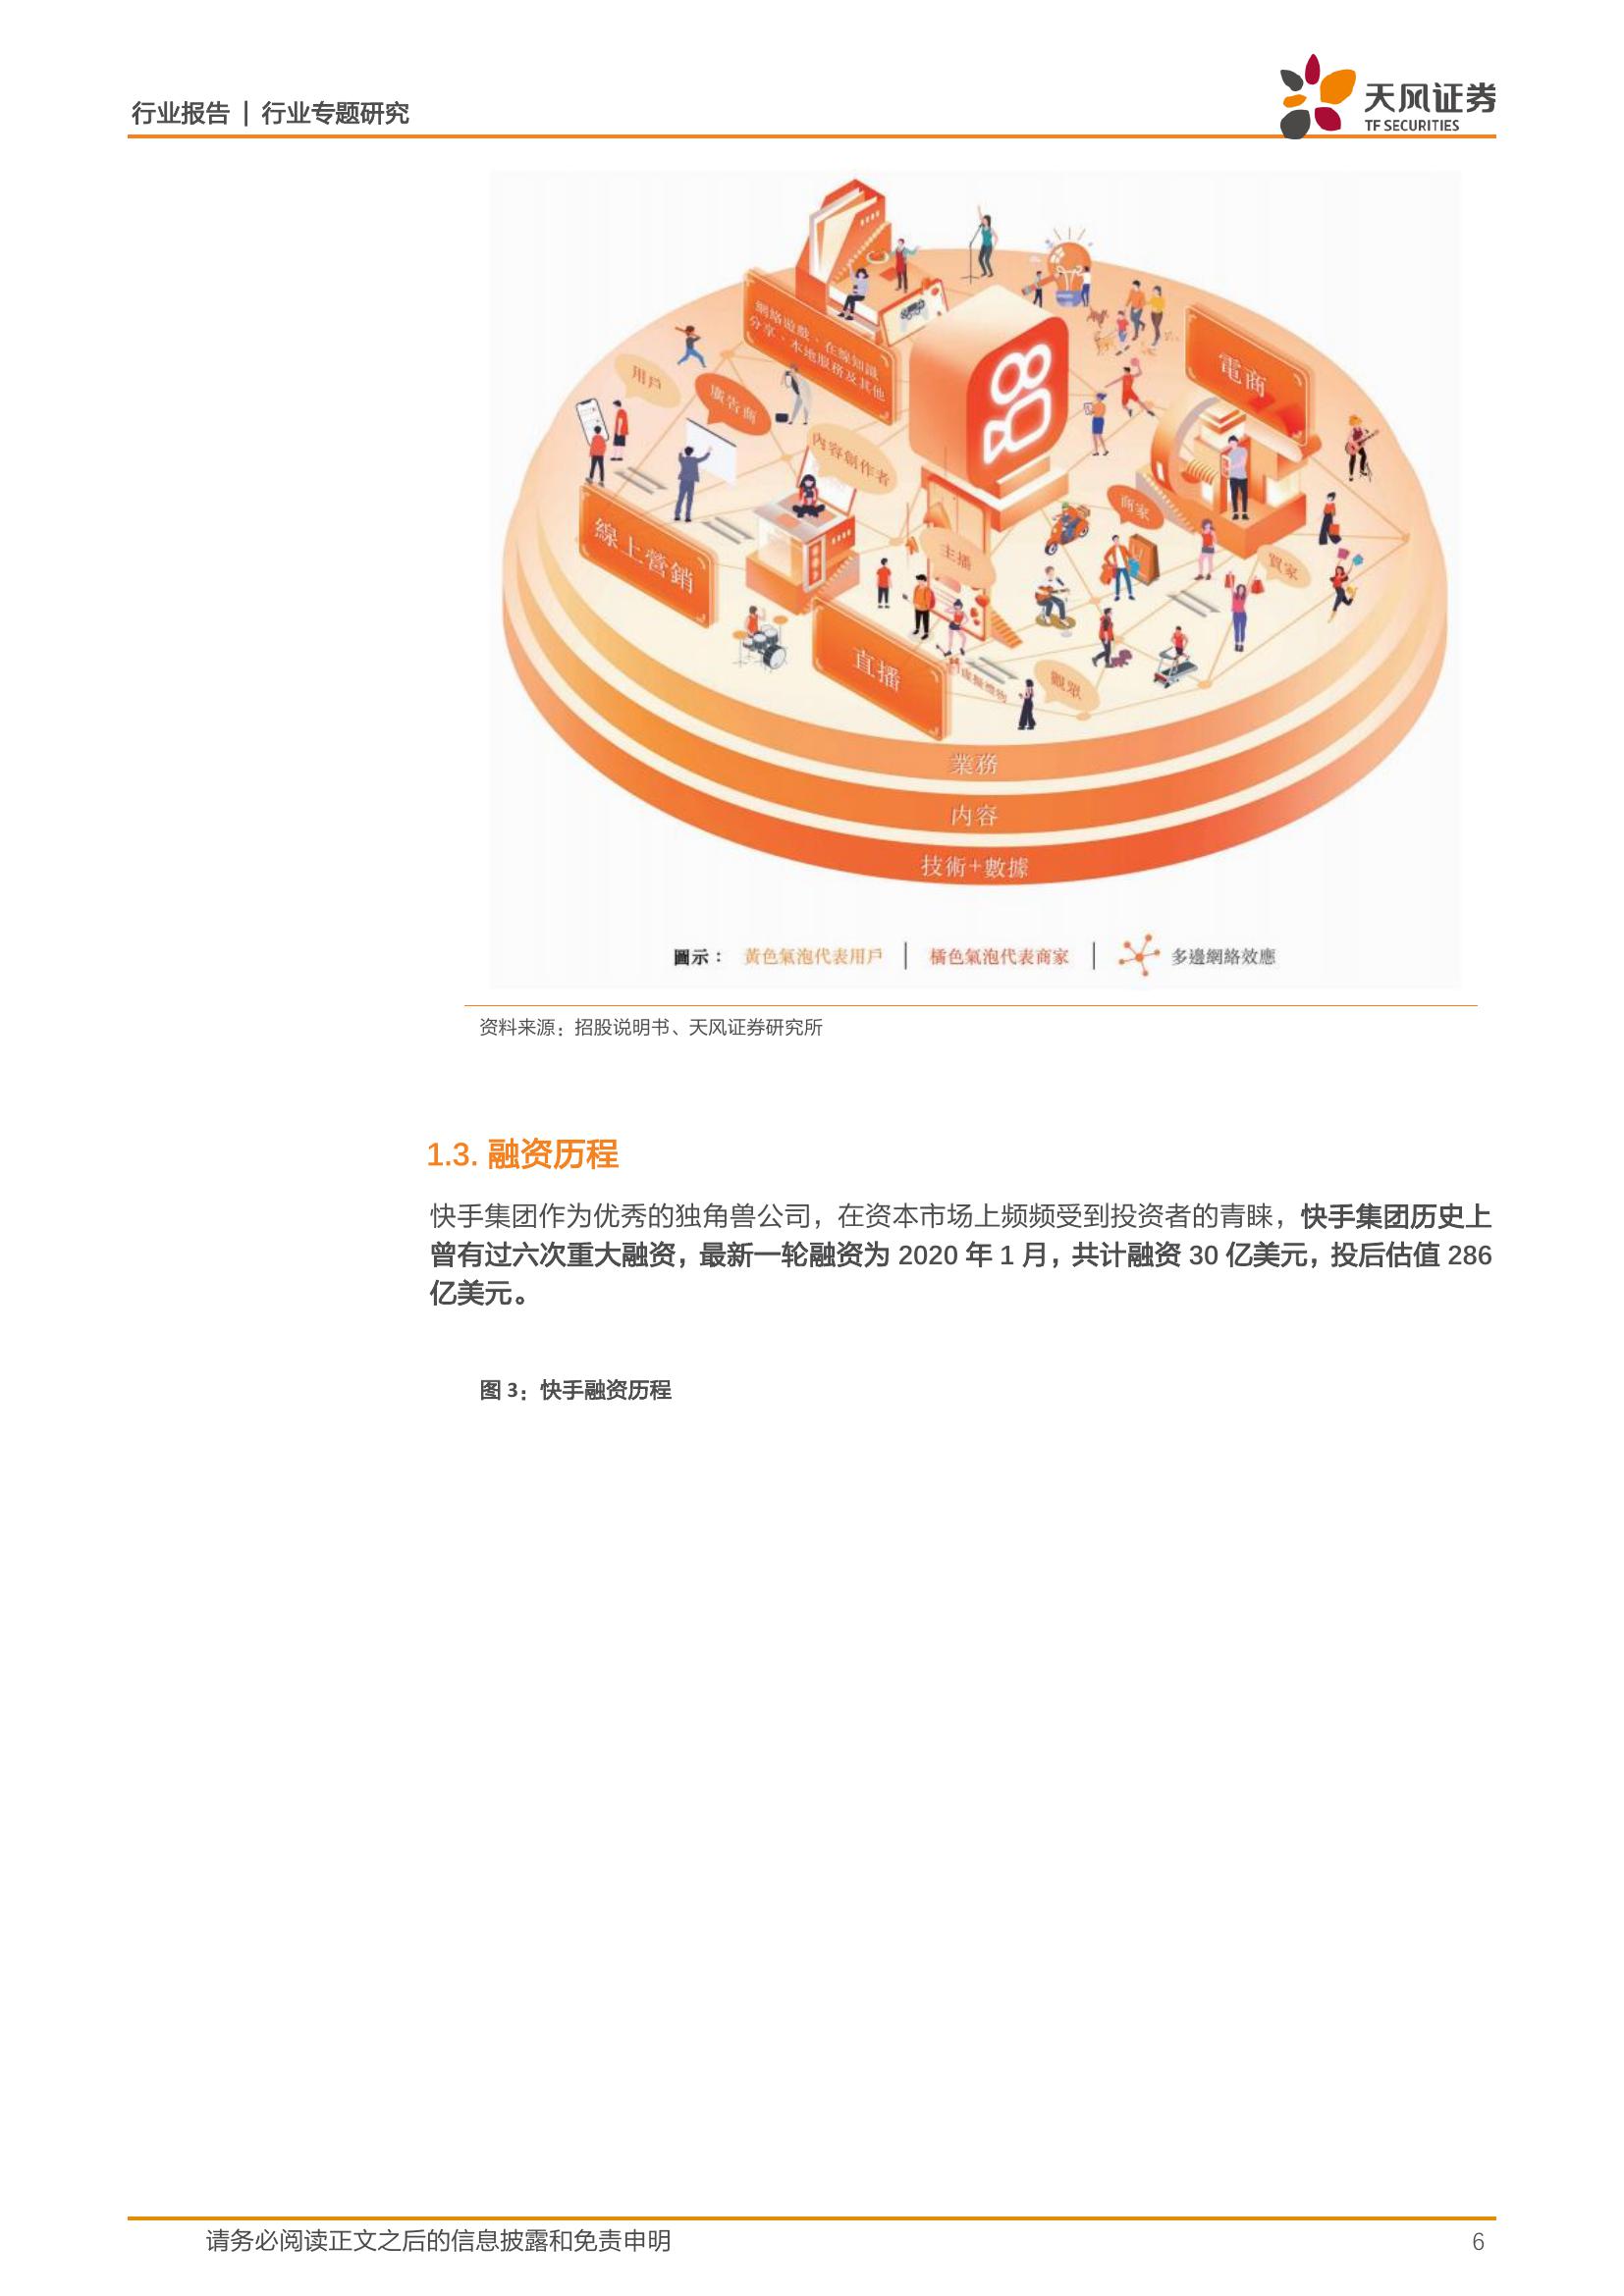 行业报告 | 行业专题研究
天风证券
TF SECURITIES
網絡遊戲、在線知識
分享、本地服務及其他
電商
用戶
廣告商
內容創作者
商家
線上營銷
主播
買家
直播
虛擬禮物
觀眾
業務
內容
技術+數據
圖示： 黃色氣泡代表用戶 | 橘色氣泡代表商家 | 多邊網絡效應
资料来源：招股说明书、天风证券研究所
1.3. 融资历程
快手集团作为优秀的独角兽公司，在资本市场上频频受到投资者的青睐，快手集团历史上
曾有过六次重大融资，最新一轮融资为 2020 年 1 月，共计融资 30 亿美元，投后估值 286
亿美元。
图 3：快手融资历程
请务必阅读正文之后的信息披露和免责申明
6